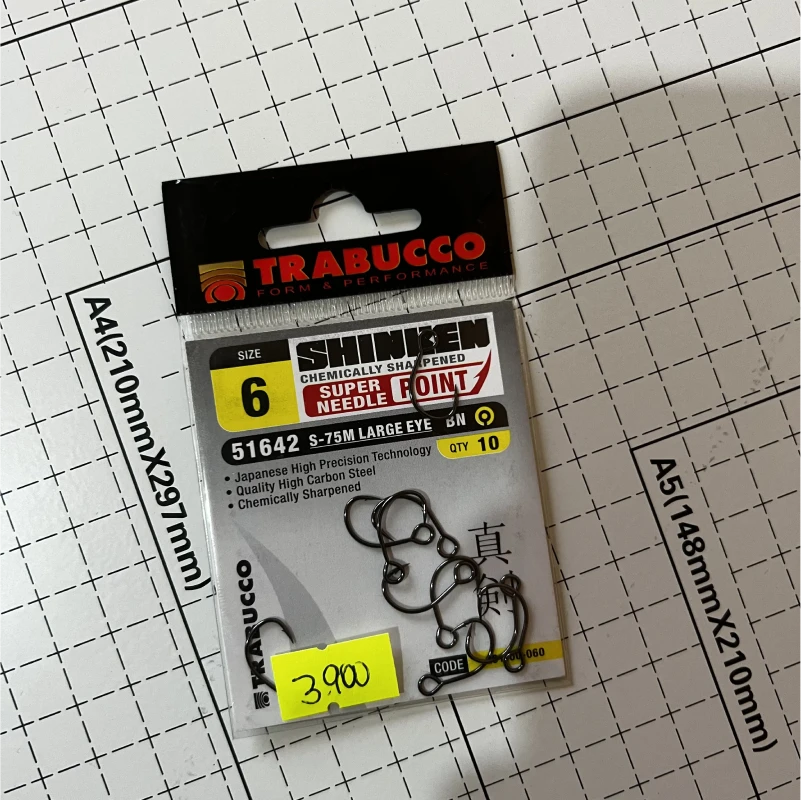 TRABUCCO
FORM & PERFORMANCE
SIZE
6
SHINKEN
CHEMICALLY SHARPENED
SUPER NEEDLE POINT
51642 S-75M LARGE EYE BN
QTY 10
• Japanese High Precision Technology
• Quality High Carbon Steel
• Chemically Sharpened
真剣
TRABUCCO
CODE
060
3.900
A4(210mmX297mm)
A5(148mmX210mm)